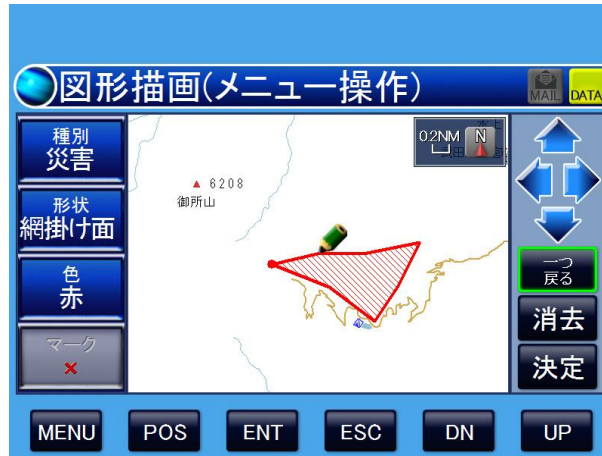 図形描画(メニュー操作)
MAIL
DATA
種別
災害
形状
網掛け面
色
赤
マーク
×
6208
御所山
0.2NM
N
一つ
戻る
消去
決定
MENU
POS
ENT
ESC
DN
UP